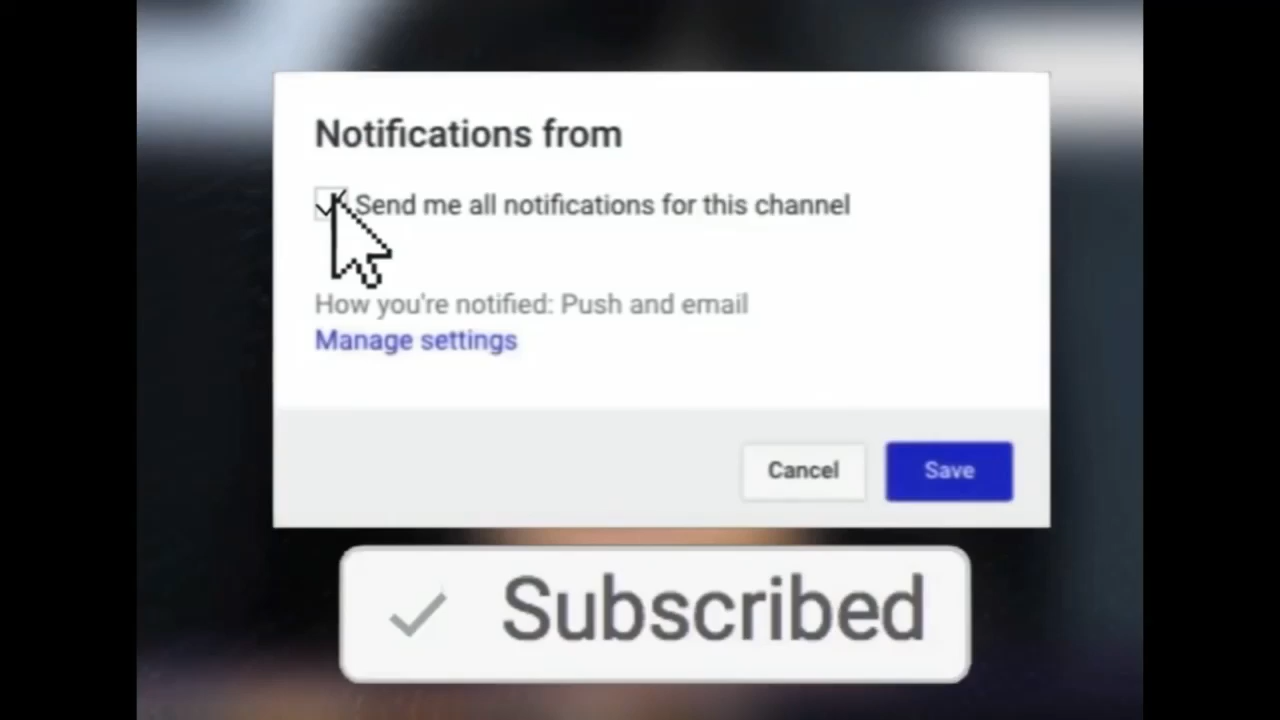 Notifications from
Send me all notifications for this channel
How you're notified: Push and email
Manage settings
Cancel
Save
Subscribed